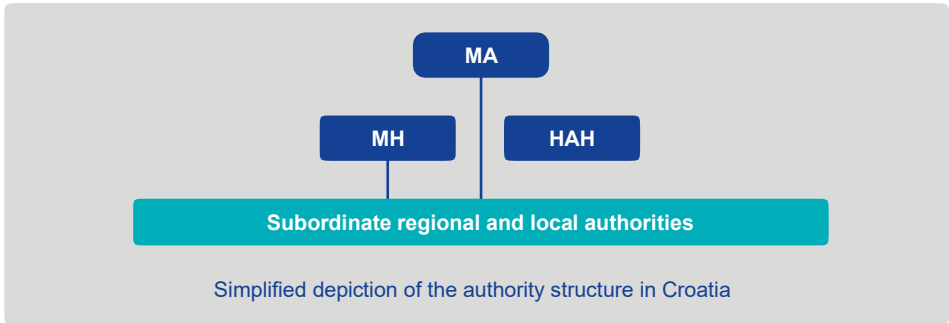 MA
MH
HAH
Subordinate regional and local authorities
Simplified depiction of the authority structure in Croatia